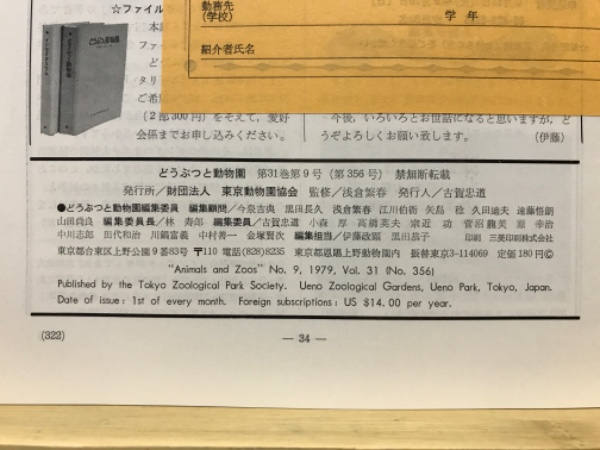 ☆ファイル
本誌
ファ
ど
タリ
ご希
(2部300円)をそえて，愛好
会係までお申し込みください。
どうぶつと動物園
勤務先
(学校)
学 年
紹介者氏名
今後，いろいろとお世話になると思いますが，ど
うぞよろしくお願い致します。 (伊藤)
どうぶつと動物園 第31巻第9号 (第356号) 禁無断転載
発行所／財団法人 東京動物園協会 監修／浅倉繁春 発行人／古賀忠道
●どうぶつと動物園編集委員 編集顧問／今泉吉典 黒田長久 浅倉繁春 江川伯衛 矢島 稔 久田迪夫 遠藤悟朗
山田尚良 編集委員長／林 寿郎 編集委員／古賀忠道 小森 厚 高橋英夫 宗近 功 菅沼龍美 原 幸治
中川志郎 田代和治 川鍋富義 中村善一 金塚賢次 編集担当／伊藤政顕 黒田恭子 印刷 三英印刷株式会社
東京都台東区上野公園9番83号 〒110 電話(828)8235 東京都恩賜上野動物園内 振替東京3-114069 定価180円©
"Animals and Zoos" No. 9, 1979, Vol. 31 (No. 356)
Published by the Tokyo Zoological Park Society. Ueno Zoological Gardens, Ueno Park, Tokyo, Japan.
Date of issue: 1st of every month. Foreign subscriptions: US $14.00 per year.
(322)
— 34 —